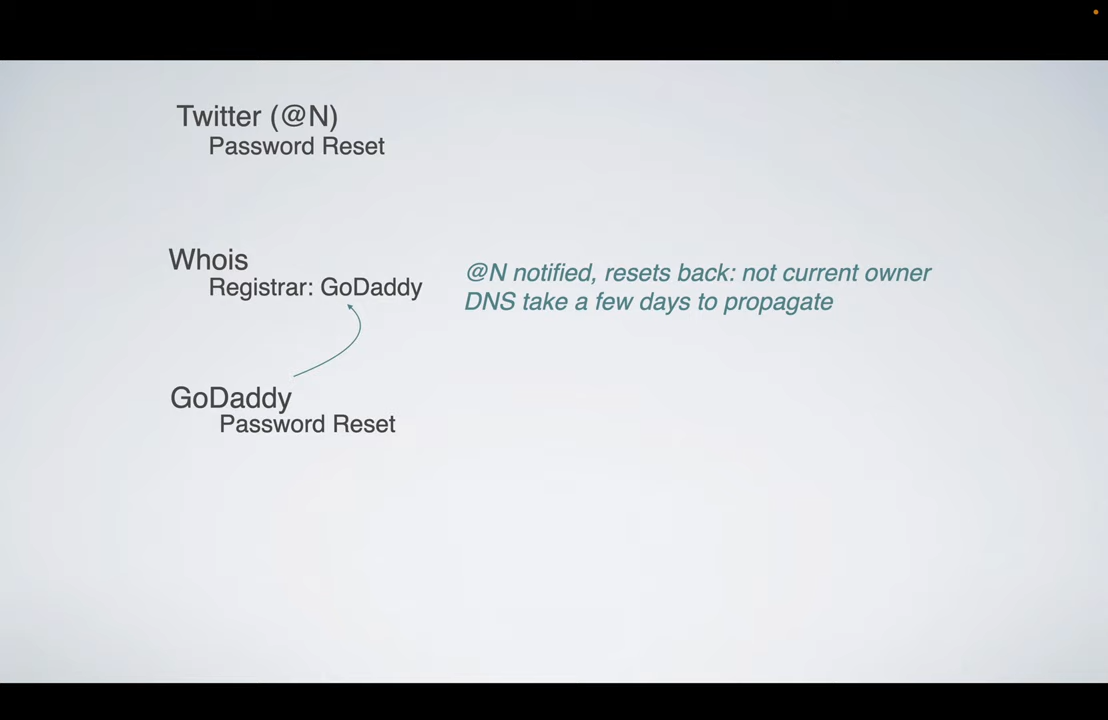 Twitter (@N)
Password Reset
Whois
Registrar: GoDaddy
@N notified, resets back: not current owner
DNS take a few days to propagate
GoDaddy
Password Reset